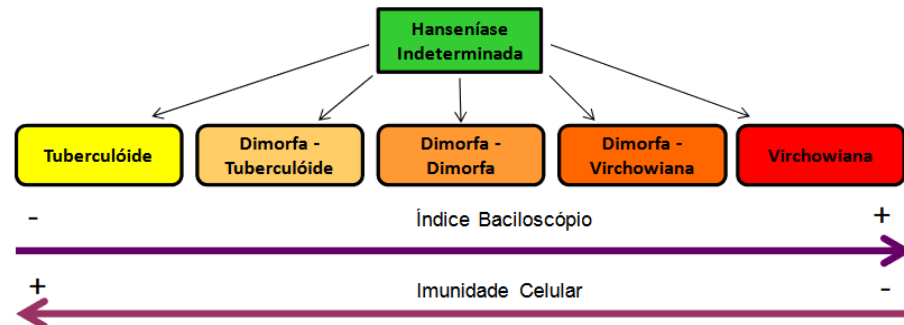 Hanseníase
Indeterminada
Tuberculóide
Dimorfa -
Tuberculóide
Dimorfa -
Dimorfa
Dimorfa -
Virchowiana
Virchowiana
- Índice Baciloscópio +
+ Imunidade Celular -